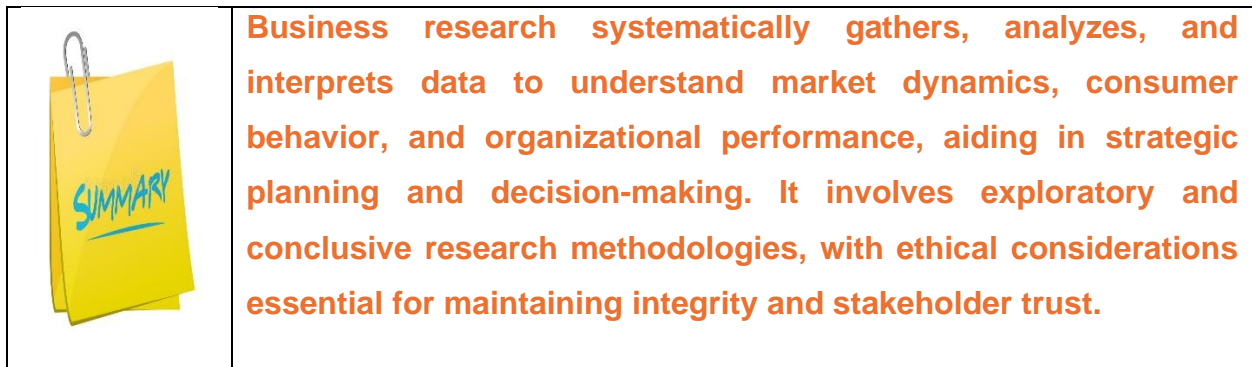 SUMMARY
Business research systematically gathers, analyzes, and
interprets data to understand market dynamics, consumer
behavior, and organizational performance, aiding in strategic
planning and decision-making. It involves exploratory and
conclusive research methodologies, with ethical considerations
essential for maintaining integrity and stakeholder trust.